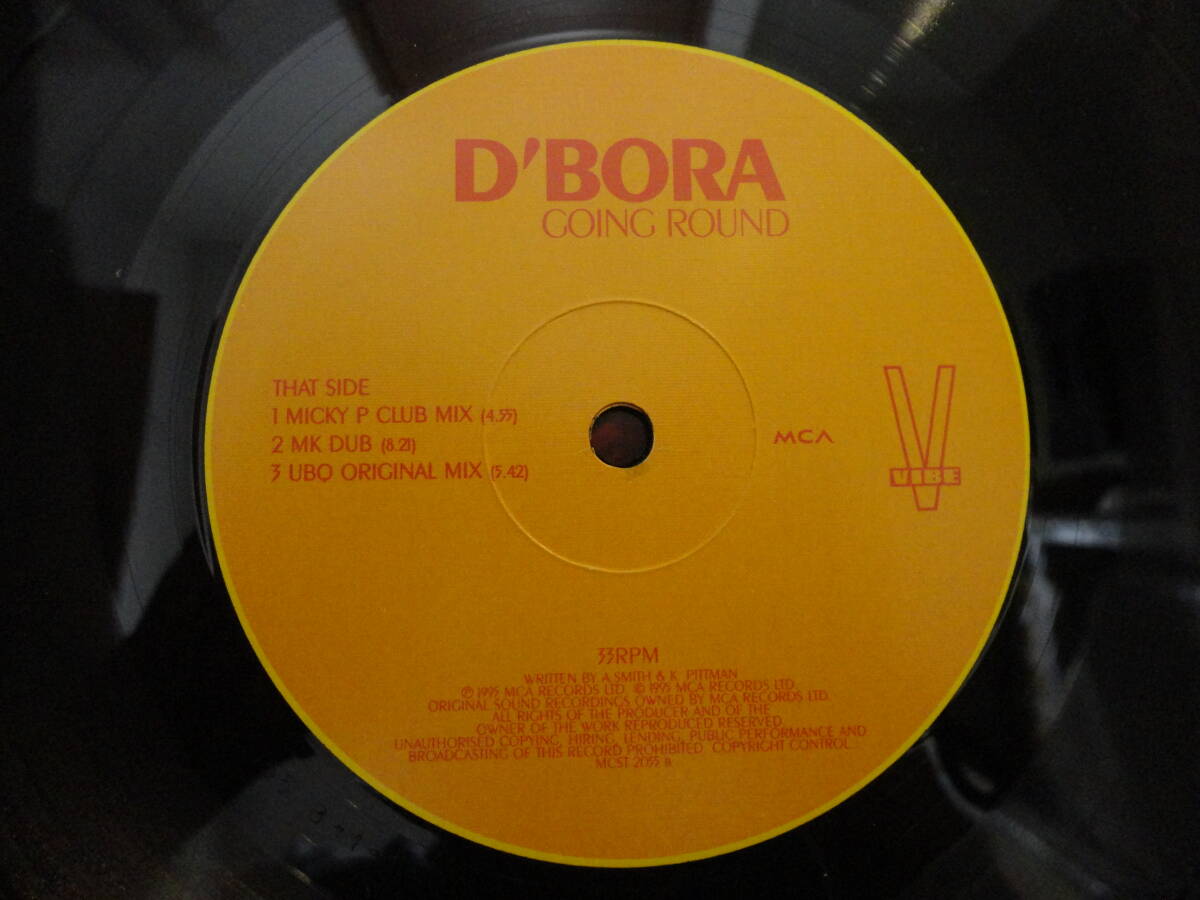 D'BORA
GOING ROUND
THAT SIDE
1 MICKY P CLUB MIX (4.55)
2 MK DUB (8.21)
3 UBQ ORIGINAL MIX (5.42)
MCA
VIBE
33RPM
WRITTEN BY A.SMITH & K. PITTMAN
℗ 1995 MCA RECORDS LTD. © 1995 MCA RECORDS LTD.
ORIGINAL SOUND RECORDINGS OWNED BY MCA RECORDS LTD.
ALL RIGHTS OF THE PRODUCER AND OF THE
OWNER OF THE WORK REPRODUCED RESERVED.
UNAUTHORISED COPYING, HIRING, LENDING, PUBLIC PERFORMANCE AND
BROADCASTING OF THIS RECORD PROHIBITED. COPYRIGHT CONTROL.
MCST 2055 B